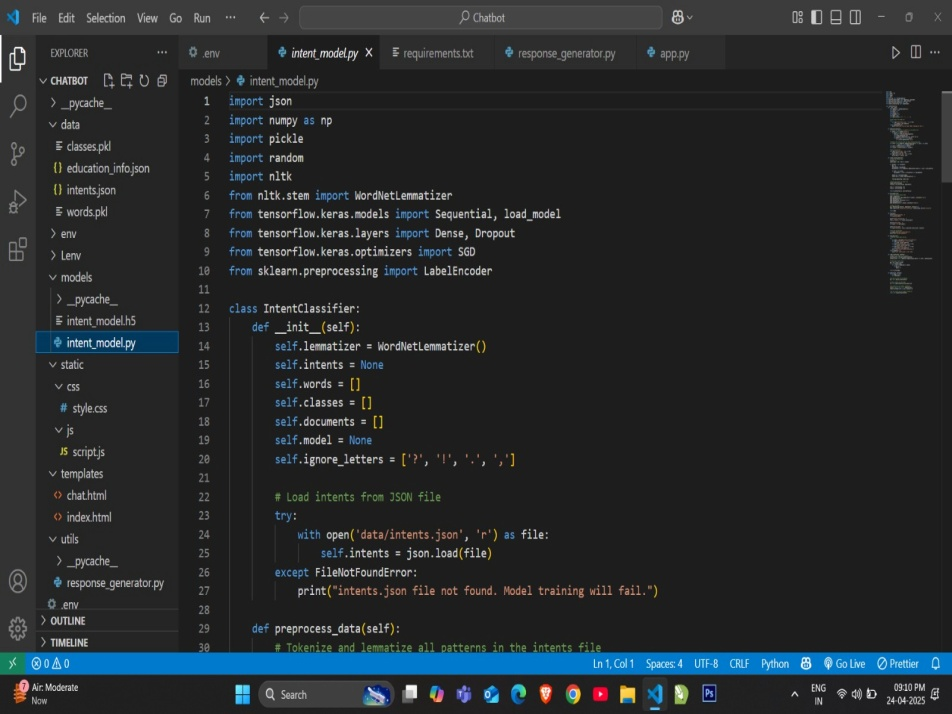 File Edit Selection View Go Run ··· Chatbot
EXPLORER ···
.env
intent_model.py
requirements.txt
response_generator.py
app.py
CHATBOT
__pycache__
data
classes.pkl
education_info.json
intents.json
words.pkl
env
Lenv
models
__pycache__
intent_model.h5
intent_model.py
static
css
style.css
js
script.js
templates
chat.html
index.html
utils
__pycache__
response_generator.py
.env
OUTLINE
TIMELINE
models > intent_model.py
1 import json
2 import numpy as np
3 import pickle
4 import random
5 import nltk
6 from nltk.stem import WordNetLemmatizer
7 from tensorflow.keras.models import Sequential, load_model
8 from tensorflow.keras.layers import Dense, Dropout
9 from tensorflow.keras.optimizers import SGD
10 from sklearn.preprocessing import LabelEncoder
11
12 class IntentClassifier:
13 def __init__(self):
14 self.lemmatizer = WordNetLemmatizer()
15 self.intents = None
16 self.words = []
17 self.classes = []
18 self.documents = []
19 self.model = None
20 self.ignore_letters = ['?', '!', '.', ',']
21
22 # Load intents from JSON file
23 try:
24 with open('data/intents.json', 'r') as file:
25 self.intents = json.load(file)
26 except FileNotFoundError:
27 print("intents.json file not found. Model training will fail.")
28
29 def preprocess_data(self):
30 # Tokenize and lemmatize all patterns in the intents file
0 0 Ln 1, Col 1 Spaces: 4 UTF-8 CRLF Python Go Live Prettier
7 Air: Moderate
Now
Search
Ps
ENG
IN
09:10 PM
24-04-2025